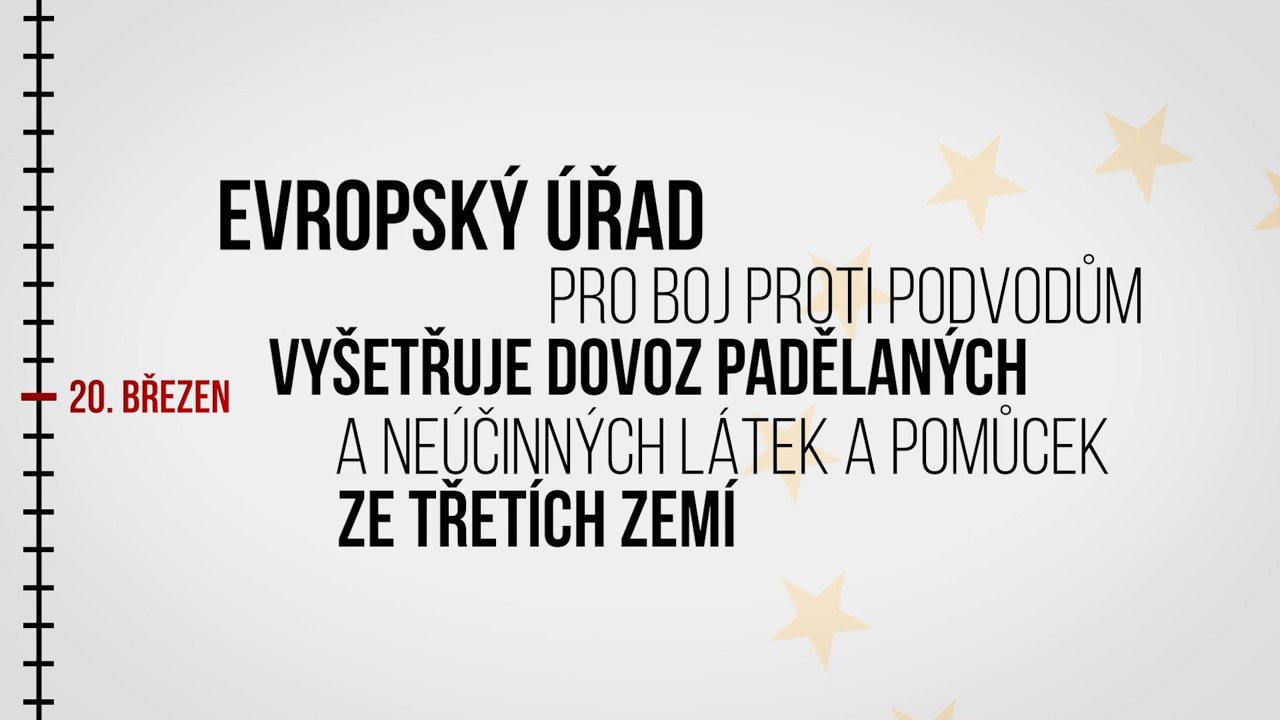 EVROPSKÝ ÚŘAD
PRO BOJ PROTI PODVODŮM
VYŠETŘUJE DOVOZ PADĚLANÝCH
20. BŘEZEN
A NEÚČINNÝCH LÁTEK A POMŮCEK
ZE TŘETÍCH ZEMÍ